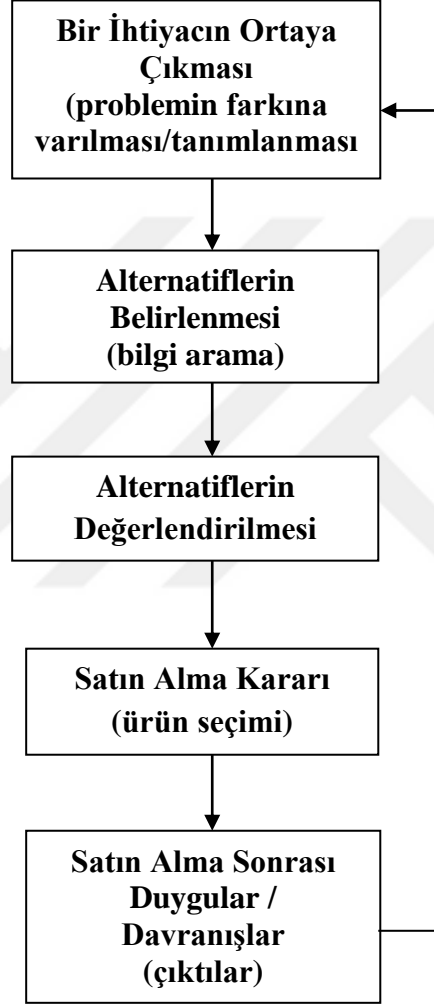 Bir İhtiyacın Ortaya
Çıkması
(problemin farkına
varılması/tanımlanması
Alternatiflerin
Belirlenmesi
(bilgi arama)
Alternatiflerin
Değerlendirilmesi
Satın Alma Kararı
(ürün seçimi)
Satın Alma Sonrası
Duygular /
Davranışlar
(çıktılar)